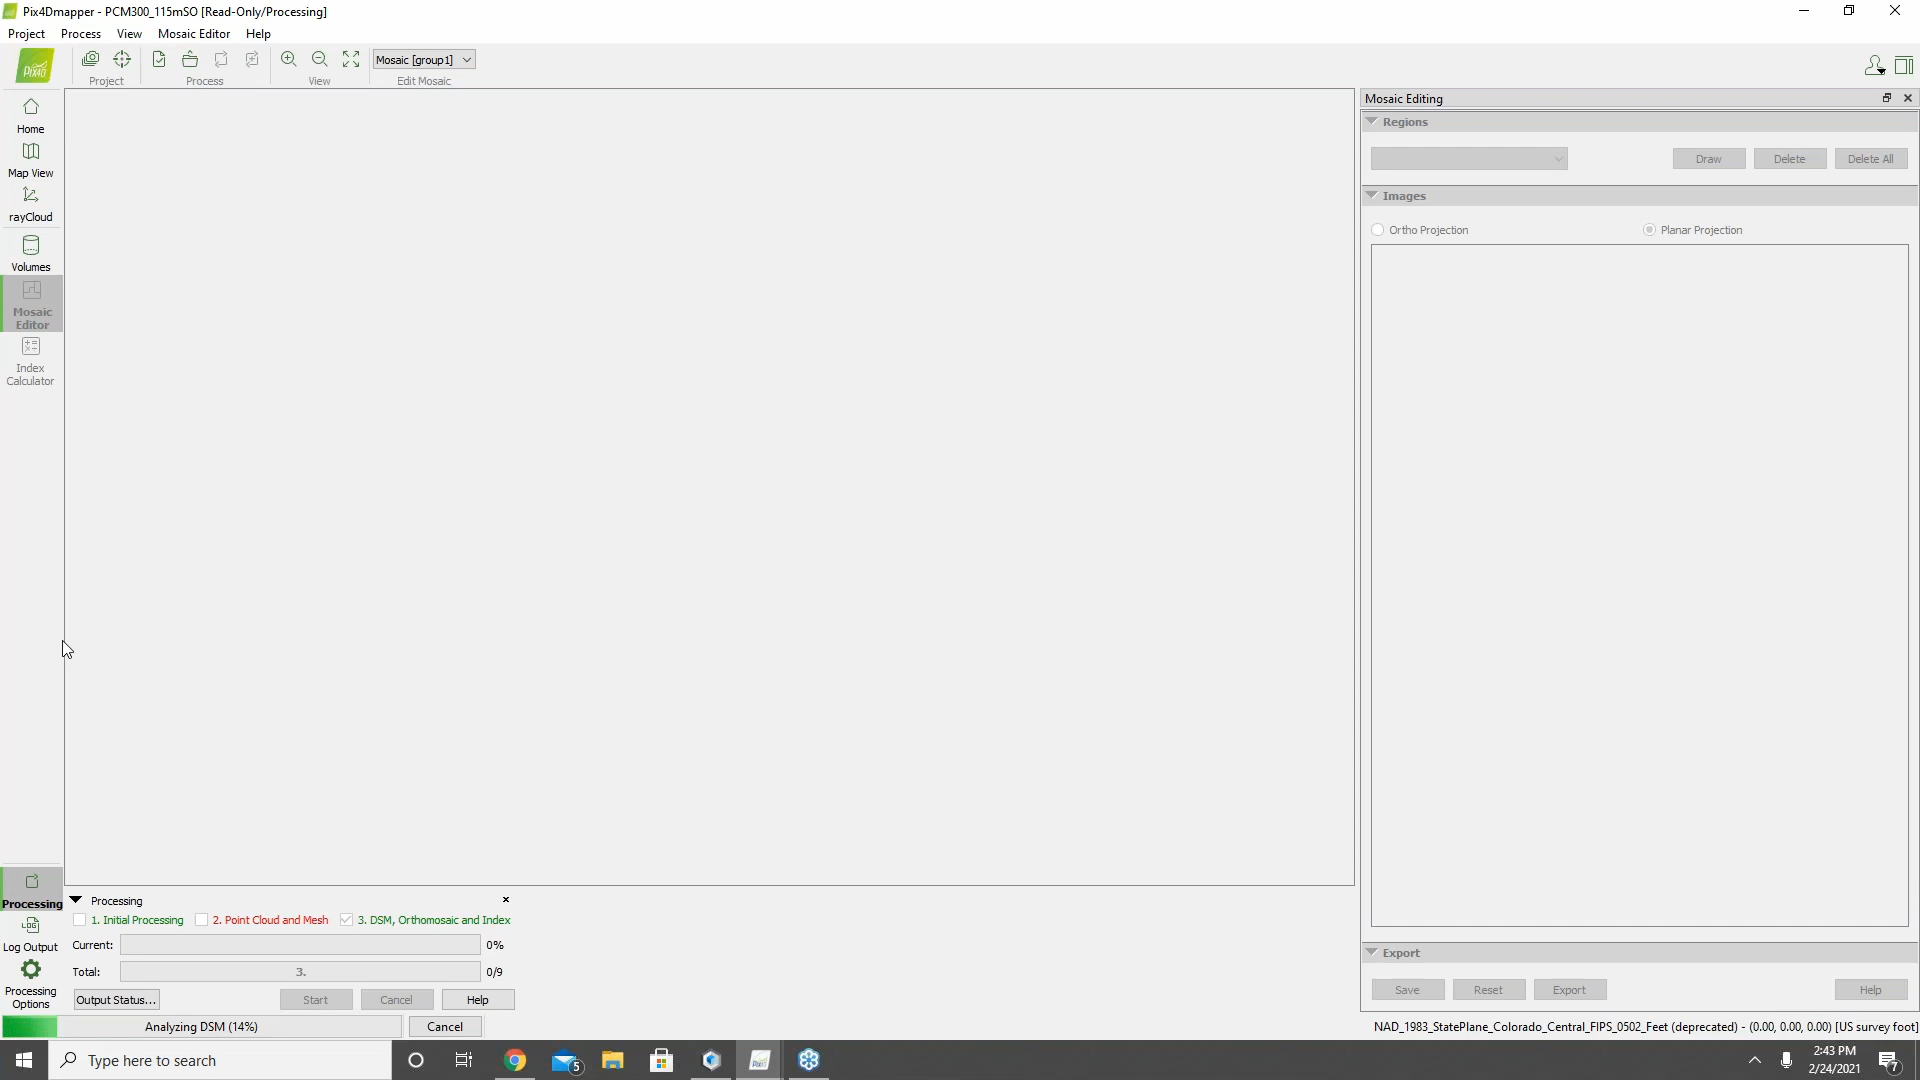 Pix4Dmapper - PCM300_115mSO [Read-Only/Processing]
Project Process View Mosaic Editor Help
Pix4D
Mosaic [group1]
Project Process View Edit Mosaic
Home
Map View
rayCloud
Volumes
Mosaic
Editor
Index
Calculator
Mosaic Editing
Regions
Draw Delete Delete All
Images
Ortho Projection Planar Projection
Export
Save Reset Export Help
Processing
Log Output
Processing
Options
Processing
1. Initial Processing 2. Point Cloud and Mesh 3. DSM, Orthomosaic and Index
Current: 0%
Total: 3. 0/9
Output Status... Start Cancel Help
Analyzing DSM (14%) Cancel
NAD_1983_StatePlane_Colorado_Central_FIPS_0502_Feet (deprecated) - (0.00, 0.00, 0.00) [US survey foot]
Type here to search
5
2:43 PM
2/24/2021
7